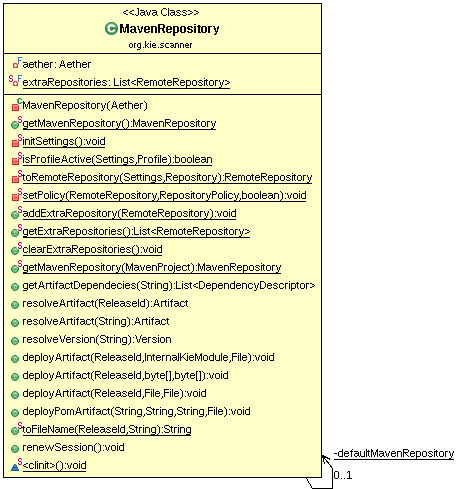 <<Java Class>>
MavenRepository
org.kie.scanner
aether: Aether
extraRepositories: List<RemoteRepository>
MavenRepository(Aether)
getMavenRepository():MavenRepository
initSettings():void
isProfileActive(Settings,Profile):boolean
toRemoteRepository(Settings,Repository):RemoteRepository
setPolicy(RemoteRepository,RepositoryPolicy,boolean):void
addExtraRepository(RemoteRepository):void
getExtraRepositories():List<RemoteRepository>
clearExtraRepositories():void
getMavenRepository(MavenProject):MavenRepository
getArtifactDependecies(String):List<DependencyDescriptor>
resolveArtifact(ReleaseId):Artifact
resolveArtifact(String):Artifact
resolveVersion(String):Version
deployArtifact(ReleaseId,InternalKieModule,File):void
deployArtifact(ReleaseId,byte[],byte[]):void
deployArtifact(ReleaseId,File,File):void
deployPomArtifact(String,String,String,File):void
toFileName(ReleaseId,String):String
renewSession():void
<clinit>():void
-defaultMavenRepository
0..1